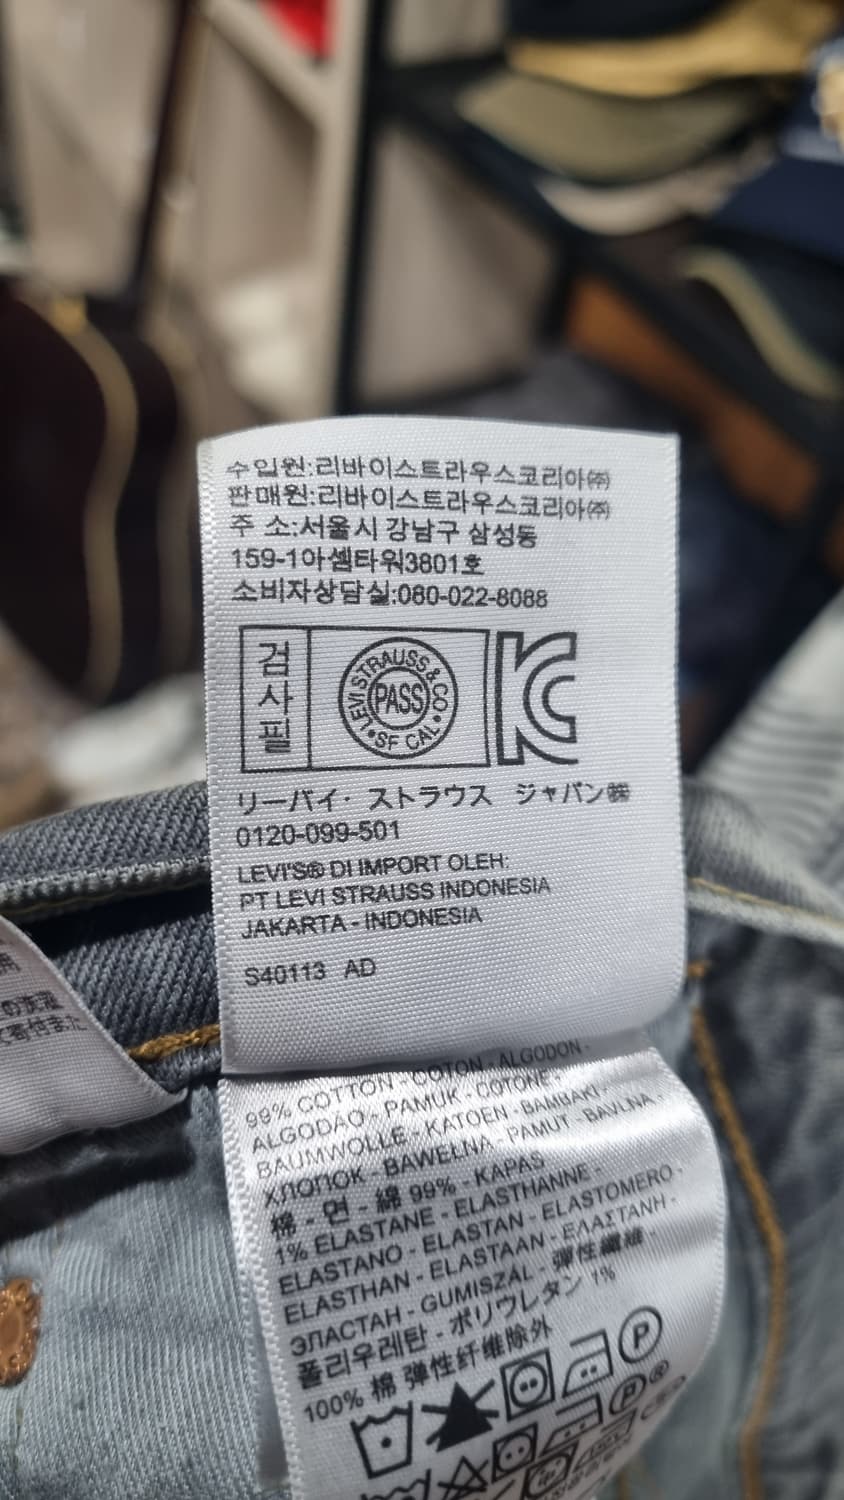 수입원:리바이스트라우스코리아㈜
판매원:리바이스트라우스코리아㈜
주 소:서울시 강남구 삼성동
159-1아셈타워3801호
소비자상담실:080-022-8088
검사필
LEVI STRAUSS & CO
PASS
SF CAL
リーバイ・ストラウス ジャパン㈱
0120-099-501
LEVI'S® DI IMPORT OLEH:
PT LEVI STRAUSS INDONESIA
JAKARTA - INDONESIA
S40113 AD
99% COTTON - COTON - ALGODON -
ALGODÃO - PAMUK - COTONE -
BAUMWOLLE - KATOEN - ΒΑΜΒΑΚΙ -
ХЛОПОК - BAWEŁNA - PAMUT - BAVLNA -
棉 - 면 - 綿 99% - KAPAS
1% ELASTANE - ELASTHANNE -
ELASTANO - ELASTAN - ELASTOMERO -
ELASTHAN - ELASTAAN - ΕΛΑΣΤΑΝΗ -
ЭЛАСТАН - GUMISZÁL - 弾性繊維 -
폴리우레탄 - ポリウレタン 1%
100% 棉 弹性纤维除外
P
P